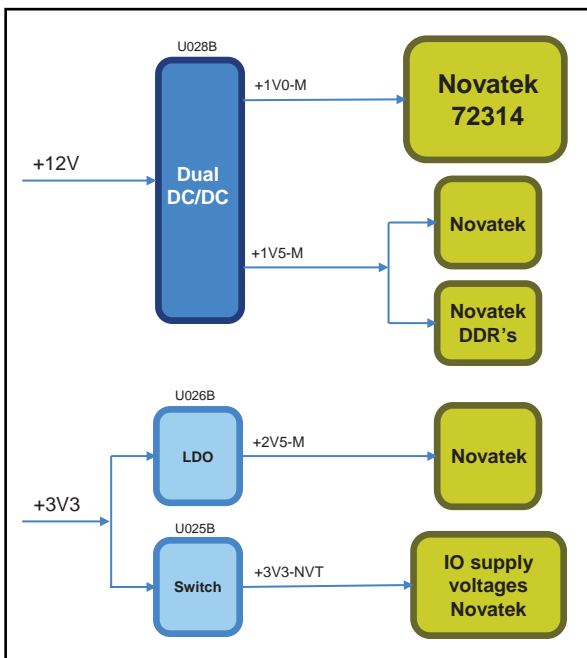 U028B
+1V0-M
Novatek
72314
+12V
Dual
DC/DC
Novatek
+1V5-M
Novatek
DDR's
U026B
LDO
+2V5-M
Novatek
+3V3
U025B
Switch
+3V3-NVT
IO supply
voltages
Novatek